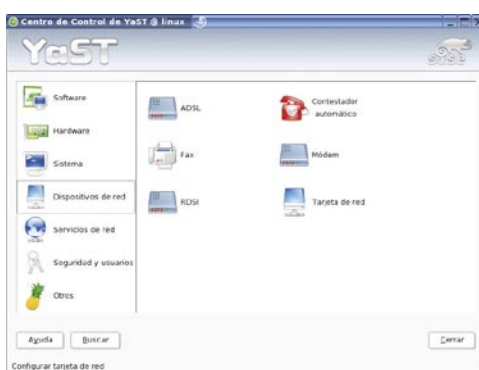 Centro de Control de YaST @ linux
YaST
SUSE
Software
Hardware
Sistema
Dispositivos de red
Servicios de red
Seguridad y usuarios
Otros
ADSL
Contestador
automático
Fax
Módem
RDSI
Tarjeta de red
Ayuda
Buscar
Cerrar
Configurar tarjeta de red